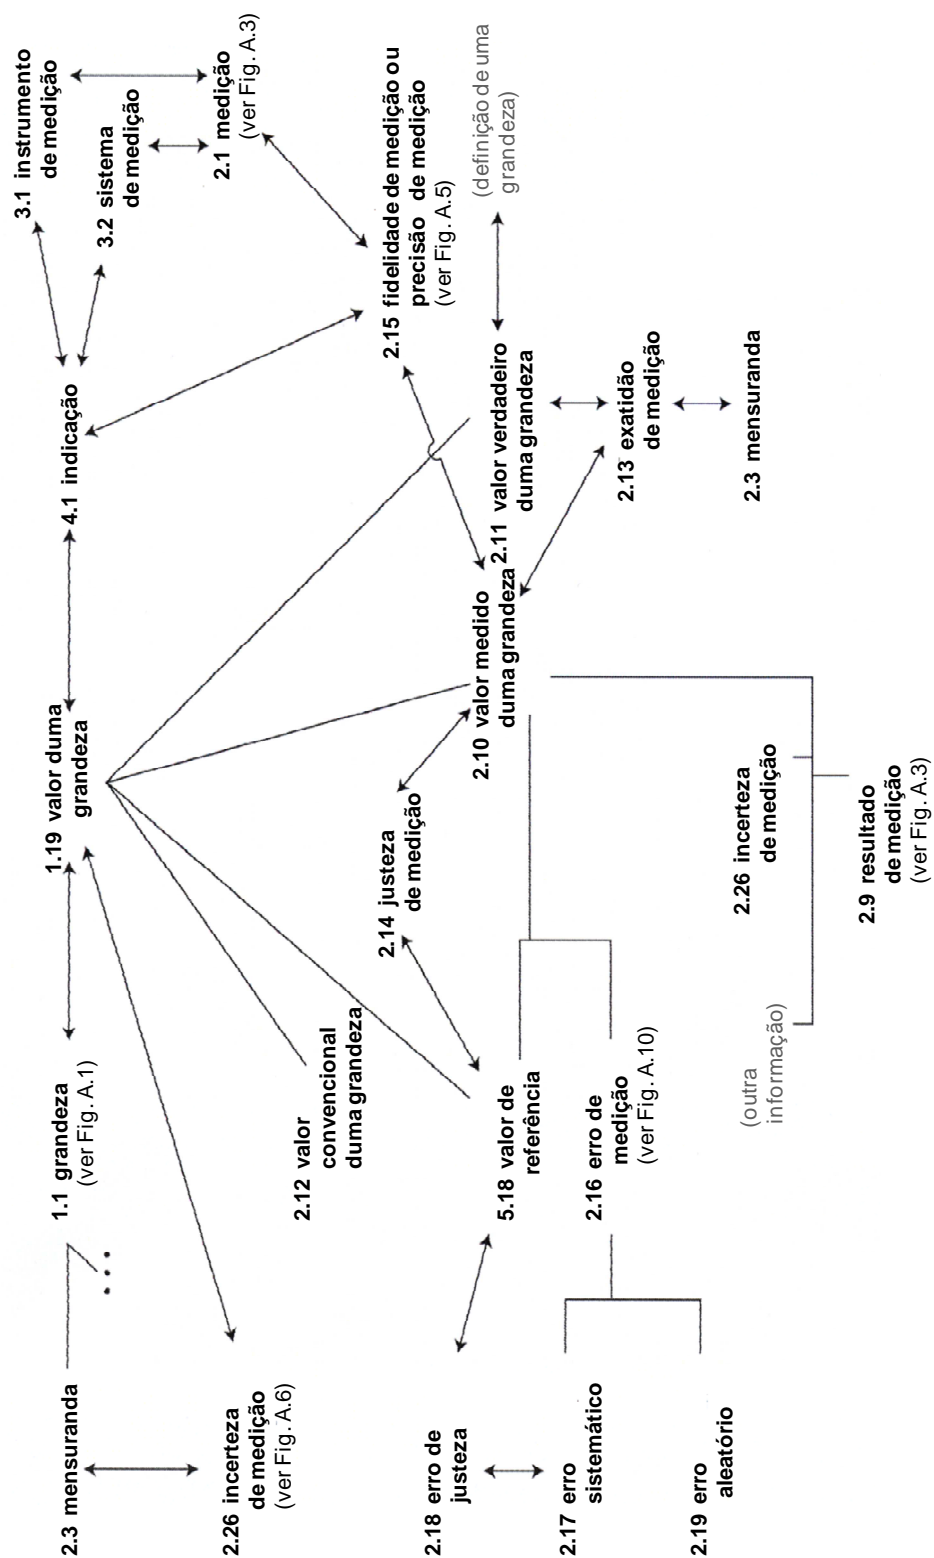 2.3 mensuranda
1.1 grandeza
(ver Fig. A.1)
1.19 valor duma
grandeza
4.1 indicação
3.1 instrumento
de medição
3.2 sistema
de medição
2.1 medição
(ver Fig. A.3)
...
2.26 incerteza
de medição
(ver Fig. A.6)
2.12 valor
convencional
duma grandeza
2.14 justeza
de medição
2.15 fidelidade de medição ou
precisão de medição
(ver Fig. A.5)
2.18 erro de
justeza
5.18 valor de
referência
2.10 valor medido
duma grandeza
2.11 valor verdadeiro
duma grandeza
(definição de uma
grandeza)
2.17 erro
sistemático
2.16 erro de
medição
(ver Fig. A.10)
2.13 exatidão
de medição
2.19 erro
aleatório
(outra
informação)
2.26 incerteza
de medição
2.3 mensuranda
2.9 resultado
de medição
(ver Fig. A.3)